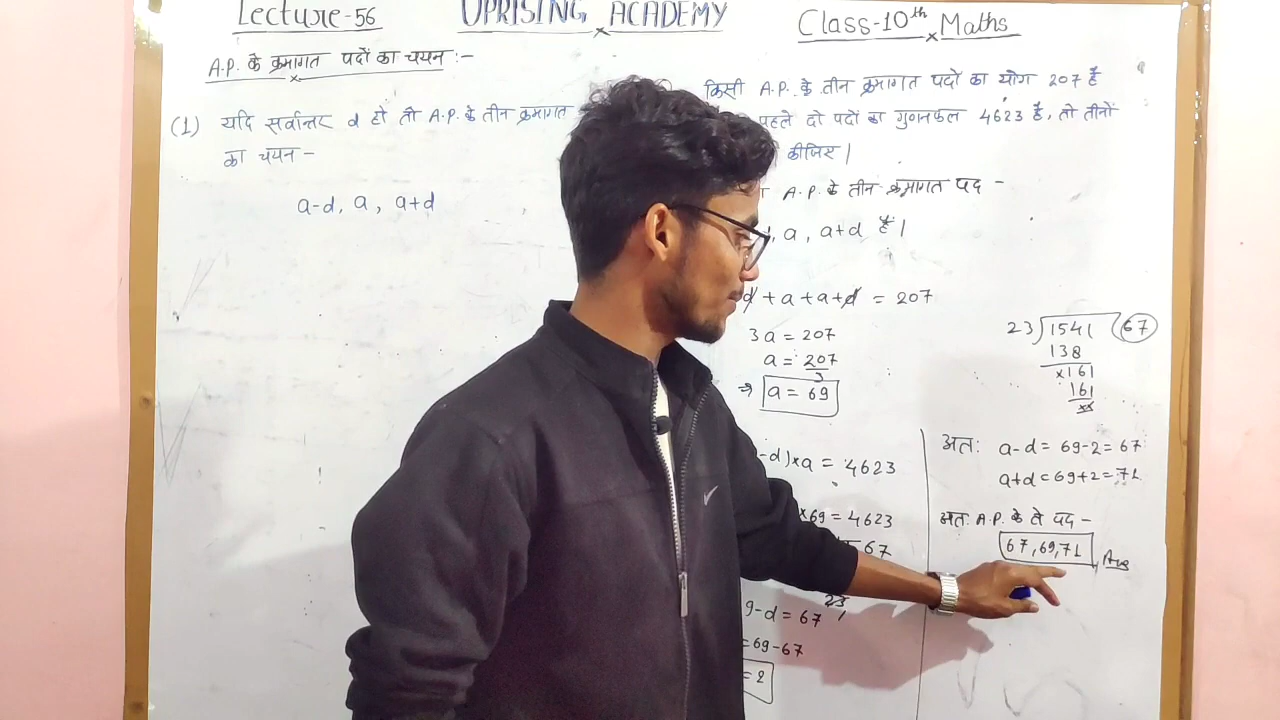 Lecture-56
UPRISING ACADEMY
Class-10th Maths
A.P. के क्रमागत पदों का चयन :-
(1) यदि सर्वान्तर d हो तो A.P. के तीन क्रमागत
का चयन -
a-d, a, a+d
किसी A.P. के तीन क्रमागत पदों का योग 207 है
पहले दो पदों का गुणनफल 4623 है, तो तीनों
कीजिए |
A.P. के तीन क्रमागत पद -
, a, a+d है |
d + a + a + d = 207
3a = 207
a = 207
3
⇒ a = 69
-d)×a = 4623
×69 = 4623
67
23
9-d = 67
= 69-67
= 2
23 1541 67
138
×161
161
××
अतः a-d = 69-2 = 67
a+d = 69+2 = 71
अतः A.P. के ते पद -
67, 69, 71 Ans